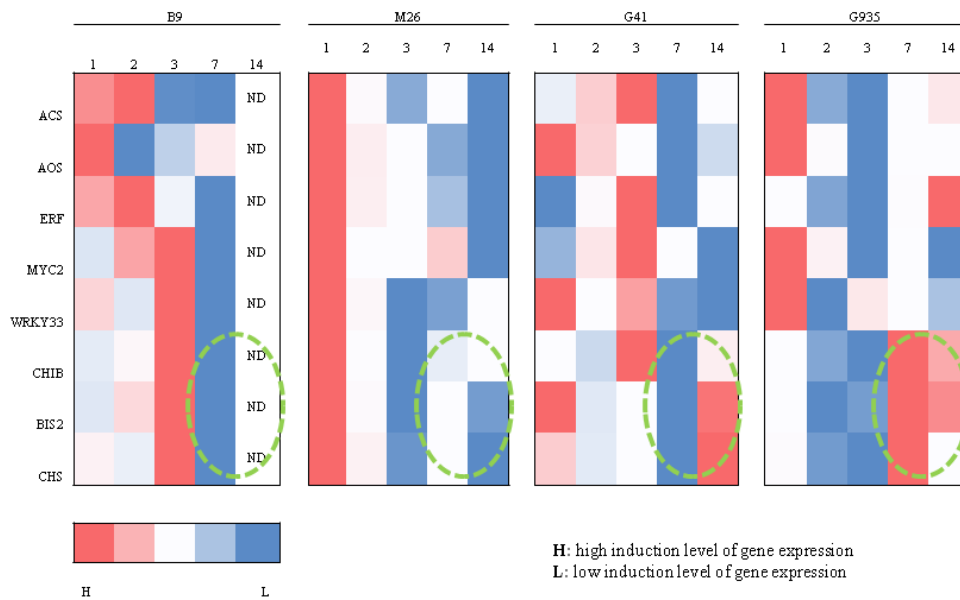 B9 M26 G41 G935
1 2 3 7 14 1 2 3 7 14 1 2 3 7 14 1 2 3 7 14
ACS ND
AOS ND
ERF ND
MYC2 ND
WRKY33 ND
CHIB ND
BIS2 ND
CHS ND
H: high induction level of gene expression
L: low induction level of gene expression
H L